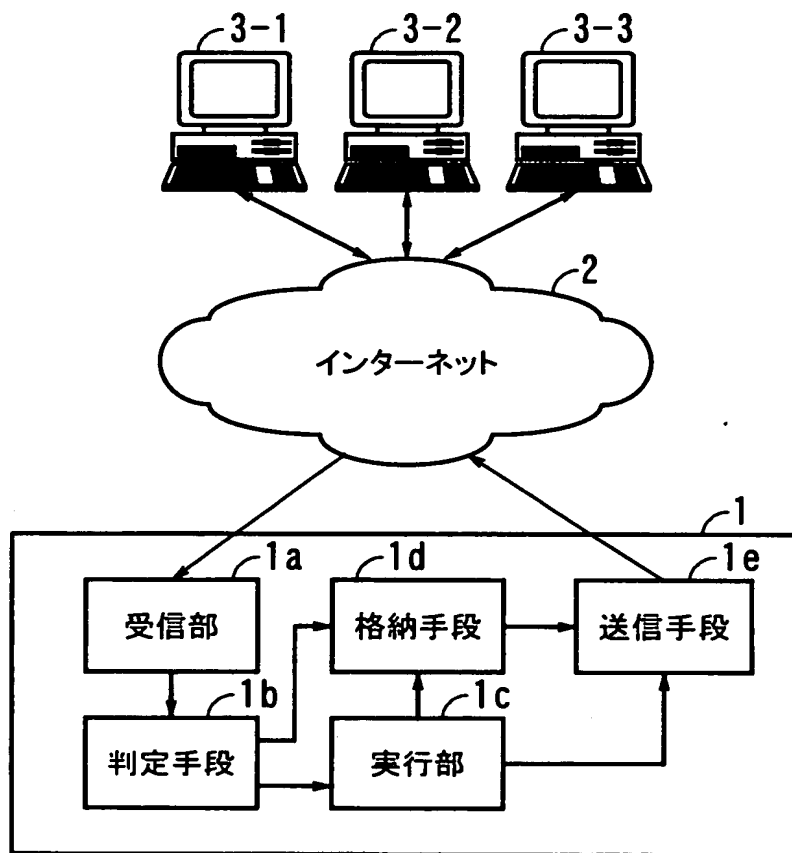 3-1
3-2
3-3
2
インターネット
1
1a
1d
1e
受信部
格納手段
送信手段
1b
1c
判定手段
実行部